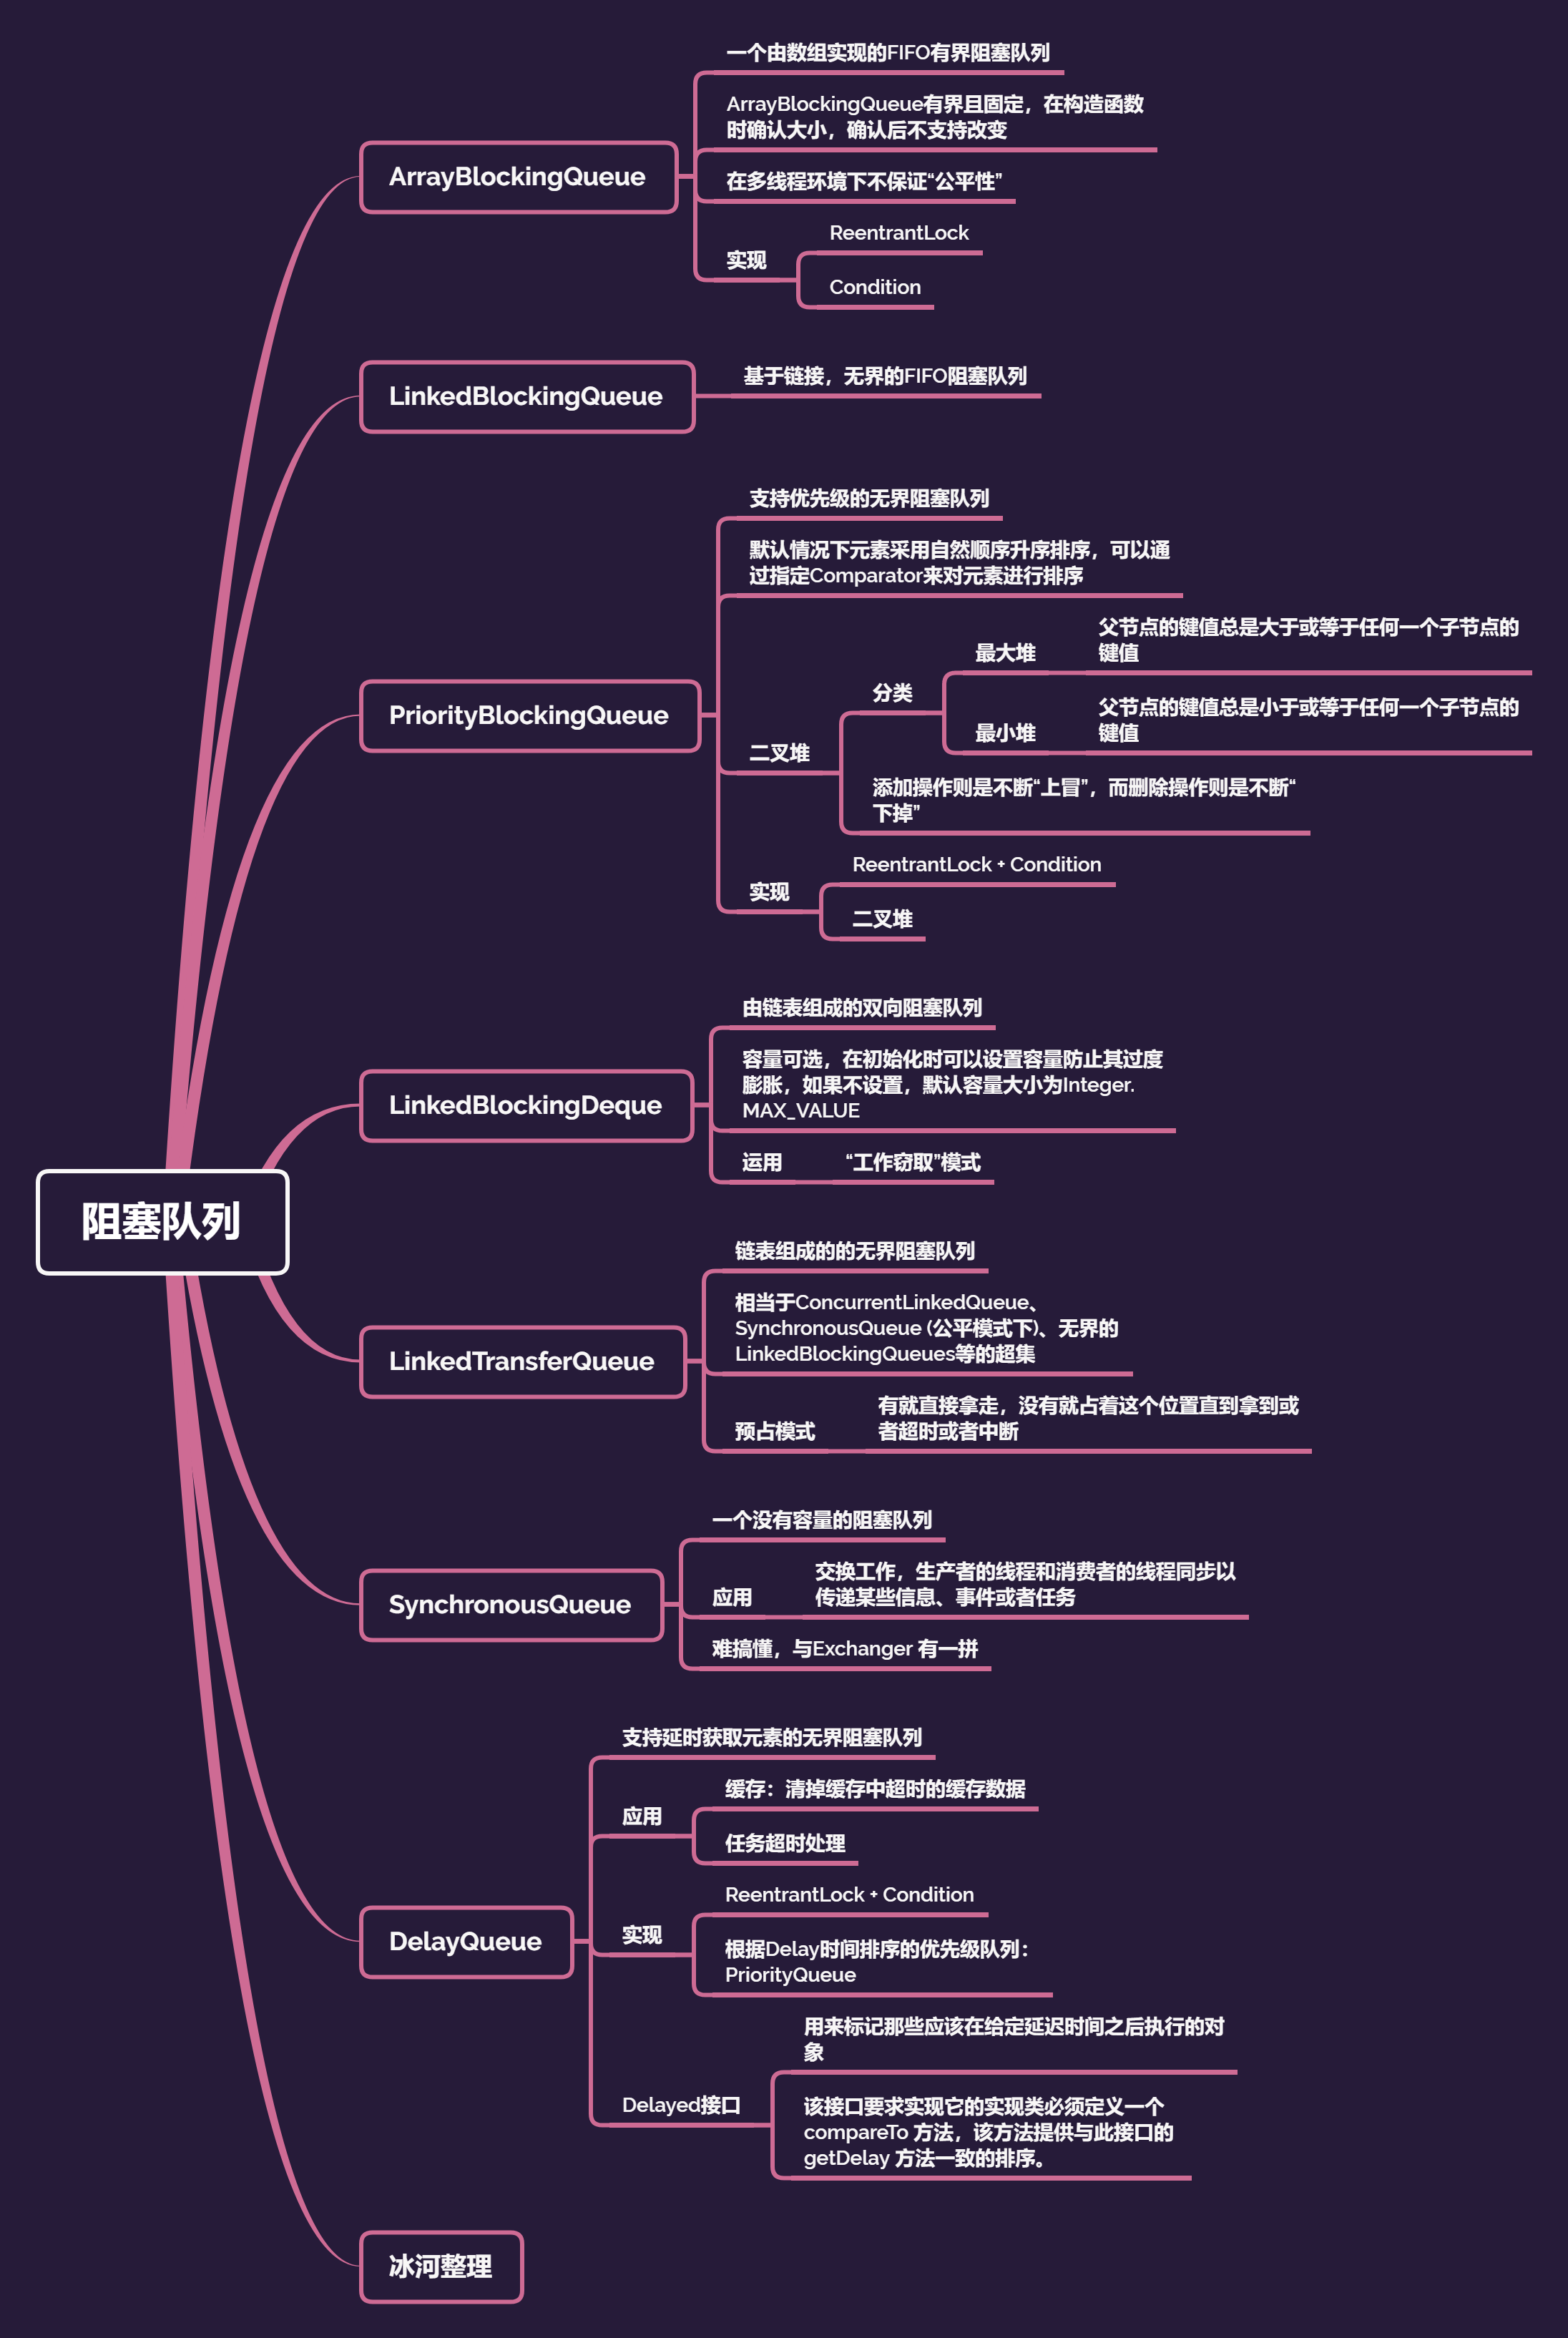 一个由数组实现的FIFO有界阻塞队列
ArrayBlockingQueue有界且固定，在构造函数
时确认大小，确认后不支持改变
ArrayBlockingQueue
在多线程环境下不保证“公平性”
实现
ReentrantLock
Condition
LinkedBlockingQueue
基于链接，无界的FIFO阻塞队列
PriorityBlockingQueue
支持优先级的无界阻塞队列
默认情况下元素采用自然顺序升序排序，可以通
过指定Comparator来对元素进行排序
二叉堆
分类
最大堆
父节点的键值总是大于或等于任何一个子节点的
键值
最小堆
父节点的键值总是小于或等于任何一个子节点的
键值
添加操作则是不断“上冒”，而删除操作则是不断“
下掉”
实现
ReentrantLock + Condition
二叉堆
LinkedBlockingDeque
由链表组成的双向阻塞队列
容量可选，在初始化时可以设置容量防止其过度
膨胀，如果不设置，默认容量大小为Integer.
MAX_VALUE
运用
“工作窃取”模式
阻塞队列
LinkedTransferQueue
链表组成的的无界阻塞队列
相当于ConcurrentLinkedQueue、
SynchronousQueue (公平模式下)、无界的
LinkedBlockingQueues等的超集
预占模式
有就直接拿走，没有就占着这个位置直到拿到或
者超时或者中断
SynchronousQueue
一个没有容量的阻塞队列
应用
交换工作，生产者的线程和消费者的线程同步以
传递某些信息、事件或者任务
难搞懂，与Exchanger 有一拼
DelayQueue
支持延时获取元素的无界阻塞队列
应用
缓存：清掉缓存中超时的缓存数据
任务超时处理
实现
ReentrantLock + Condition
根据Delay时间排序的优先级队列：
PriorityQueue
Delayed接口
用来标记那些应该在给定延迟时间之后执行的对
象
该接口要求实现它的实现类必须定义一个
compareTo 方法，该方法提供与此接口的
getDelay 方法一致的排序。
冰河整理